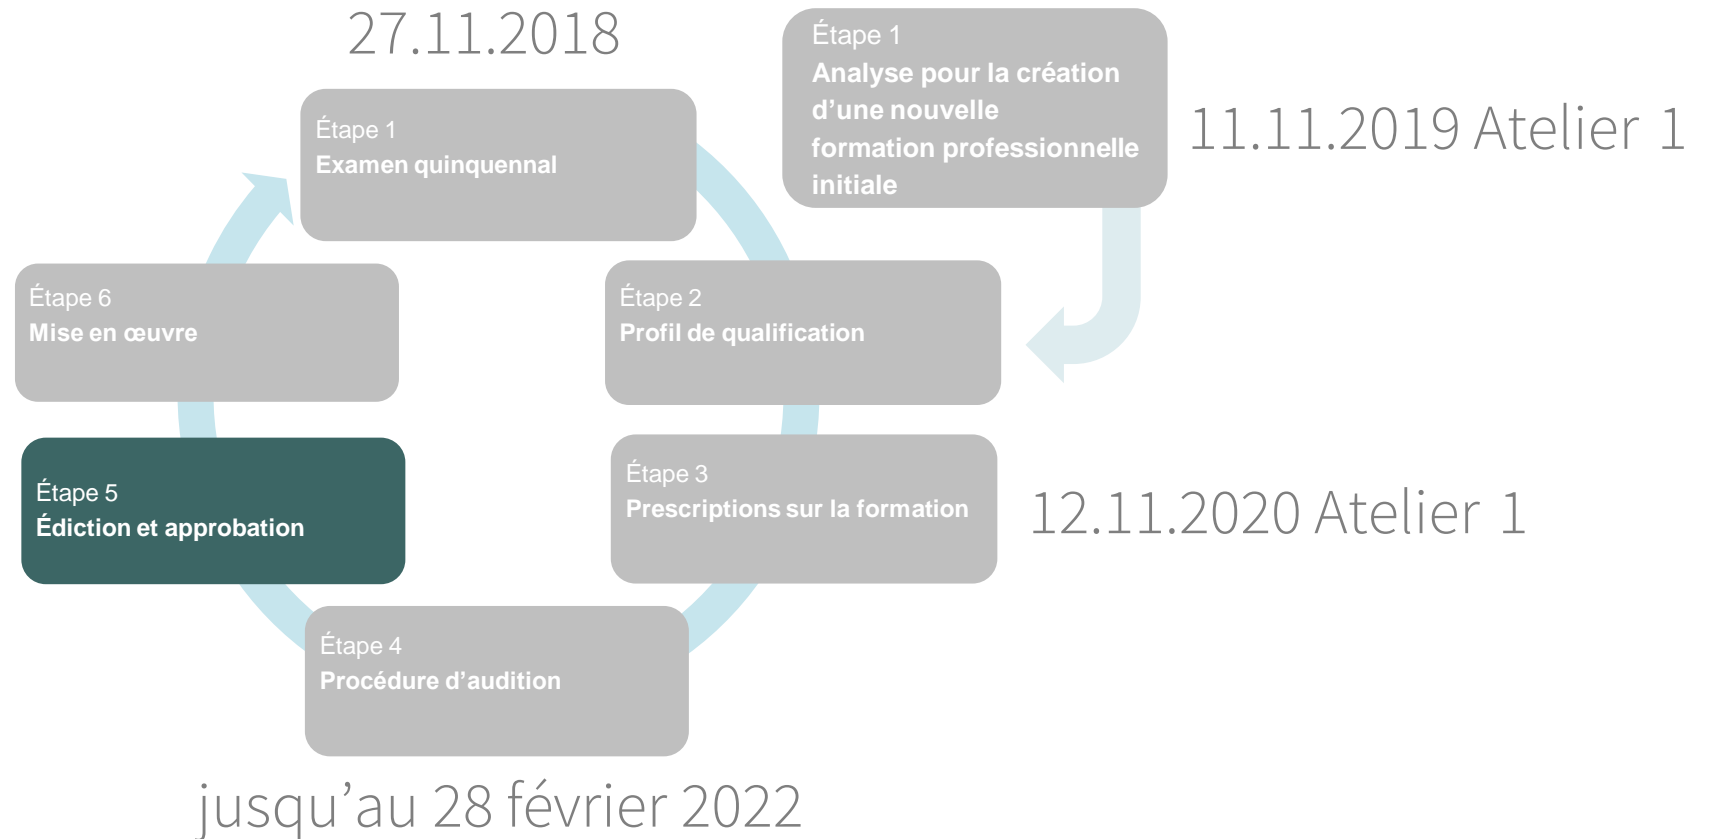 27.11.2018
Étape 1
Examen quinquennal
Étape 1
Analyse pour la création
d’une nouvelle
formation professionnelle
initiale
11.11.2019 Atelier 1
Étape 6
Mise en œuvre
Étape 2
Profil de qualification
Étape 5
Édiction et approbation
Étape 3
Prescriptions sur la formation
12.11.2020 Atelier 1
Étape 4
Procédure d’audition
jusqu’au 28 février 2022